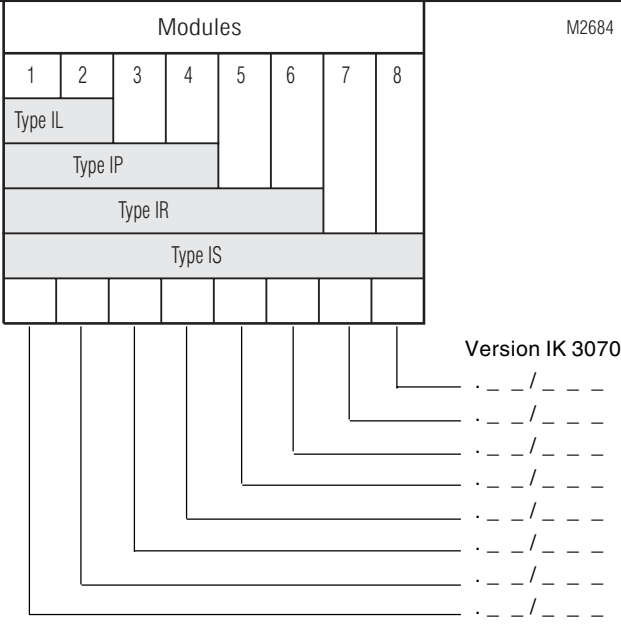 Modules
M2684
1 2 3 4 5 6 7 8
Type IL
Type IP
Type IR
Type IS
Version IK 3070
. _ _ / _ _ _
. _ _ / _ _ _
. _ _ / _ _ _
. _ _ / _ _ _
. _ _ / _ _ _
. _ _ / _ _ _
. _ _ / _ _ _
. _ _ / _ _ _